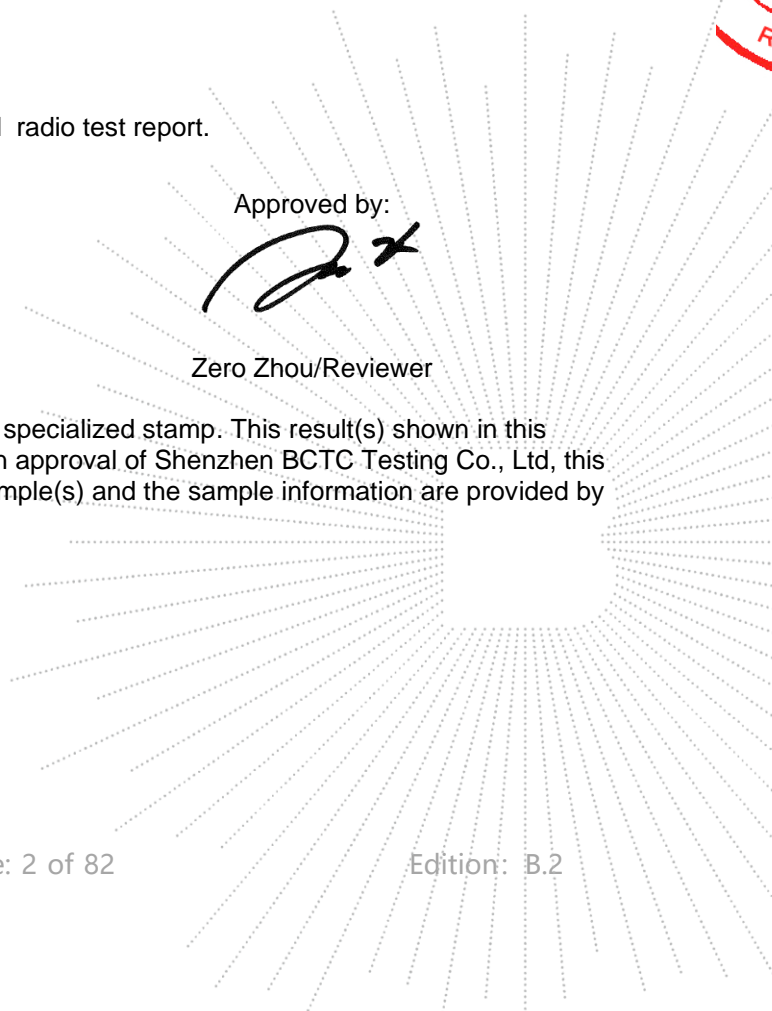 radio test report.
Approved by:
Zero Zhou/Reviewer
specialized stamp. This result(s) shown in this
approval of Shenzhen BCTC Testing Co., Ltd, this
mple(s) and the sample information are provided by
e: 2 of 82 Edition: B.2